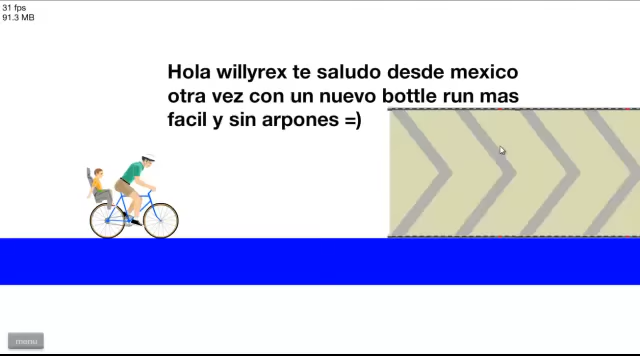 31 fps
91.3 MB
Hola willyrex te saludo desde mexico
otra vez con un nuevo bottle run mas
facil y sin arpones =)
menu